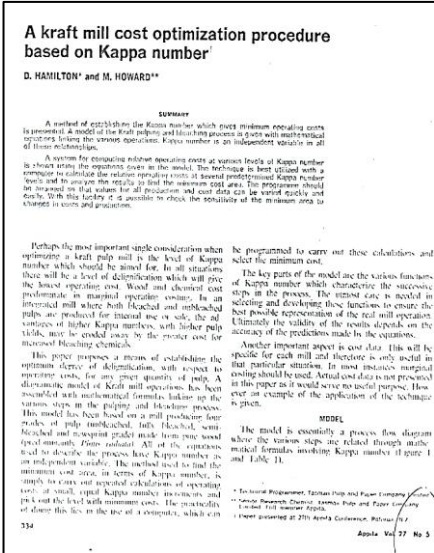 A kraft mill cost optimization procedure
based on Kappa number
D. HAMILTON* and M. HOWARD**
SUMMARY
A method of establishing the Kappa number which gives minimum operating costs
is presented. A model of the Kraft pulping and bleaching process is given with mathematical
equations linking the various operations. Kappa number is an independent variable in all
of these relationships.
A system for computing relative operating costs at various levels of Kappa number
is shown using the equations given in the model. The technique is best utilized with a
computer to calculate the relative operating costs at several predetermined Kappa number
levels and to analyze the results to find the minimum cost area. The programme should
be arranged so that values for all production and cost data can be varied quickly and
easily. With this facility it is possible to check the sensitivity of the minimum area to
changes in costs and production.
Perhaps the most important single consideration when
optimizing a kraft pulp mill is the level of Kappa
number which should be aimed for. In all situations
there will be a level of delignification which will give
the lowest operating cost. Wood and chemical cost
predominate in marginal operating costing. In an
integrated mill where both bleached and unbleached
pulps are produced for internal use or sale, the ad-
vantages of higher Kappa numbers, with higher pulp
yields, may be eroded away by the greater cost for
increased bleaching chemicals.
This paper proposes a means of establishing the
optimum degree of delignification, with respect to
operating costs, for any given quantity of pulp. A
diagramatic model of Kraft mill operations has been
assembled with mathematical formulas linking up the
various steps in the pulping and bleaching process.
This model has been based on a mill producing four
grades of pulp (unbleached, fully bleached, semi-
bleached and newsprint grade) made from pine wood
(predominantly Pinus radiata). All of the equations
used to describe the process have Kappa number as
an independent variable. The method used to find the
minimum cost area, in terms of Kappa number, is
simply to carry out repeated calculations of operating
costs at small, equal Kappa number increments and
pick out the level with minimum costs. The practicality
of doing this lies in the use of a computer, which can
be programmed to carry out these calculations and
select the minimum cost.
The key parts of the model are the various functions
of Kappa number which characterize the successive
steps in the process. The utmost care is needed in
selecting and developing these functions to ensure the
best possible representation of the real mill operation.
Ultimately the validity of the results depends on the
accuracy of the predictions made by the equations.
Another important aspect is cost data. This will be
specific for each mill and therefore is only useful in
that particular situation. In most instances marginal
costing should be used. Actual cost data is not presented
in this paper as it would serve no useful purpose. How-
ever an example of the application of the technique
is given.
MODEL
The model is essentially a process flow diagram
where the various steps are related through mathe-
matical formulas involving Kappa number (Figure 1
and Table 1).
* Technical Programmer, Tasman Pulp and Paper Company Limited
** Senior Research Chemist, Tasman Pulp and Paper Company
Limited. Full member Appita.
Paper presented at 27th Appita Conference, Rotorua N.Z.
334
Appita Vol 27 No 5